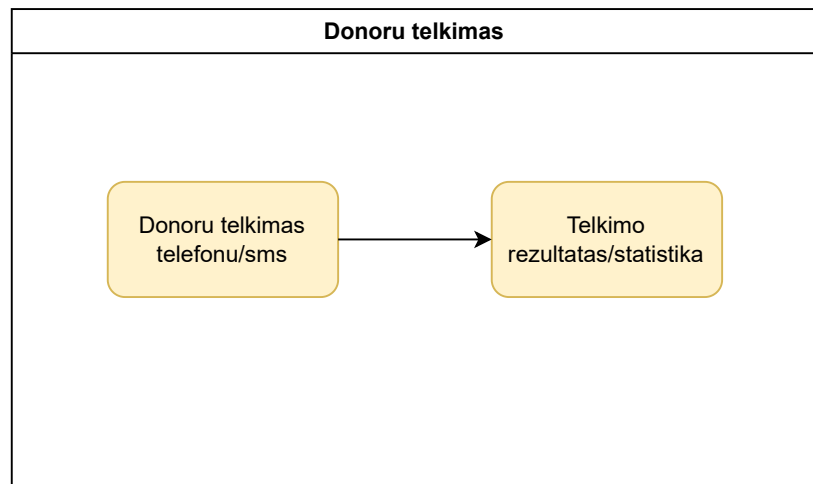 Donoru telkimas
Donoru telkimas
telefonu/sms
Telkimo
rezultatas/statistika